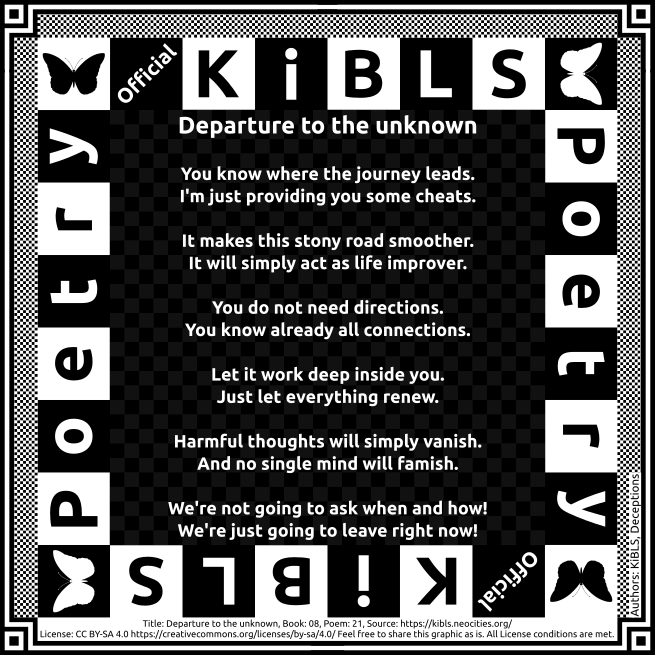 Official KiBLS
Poetry
Poetry
Departure to the unknown
You know where the journey leads.
I'm just providing you some cheats.
It makes this stony road smoother.
It will simply act as life improver.
You do not need directions.
You know already all connections.
Let it work deep inside you.
Just let everything renew.
Harmful thoughts will simply vanish.
And no single mind will famish.
We're not going to ask when and how!
We're just going to leave right now!
Official KiBLS
Authors: KiBLS, Deceptions
Title: Departure to the unknown, Book: 08, Poem: 21, Source: https://kibls.neocities.org/
License: CC BY-SA 4.0 https://creativecommons.org/licenses/by-sa/4.0/ Feel free to share this graphic as is. All License conditions are met.